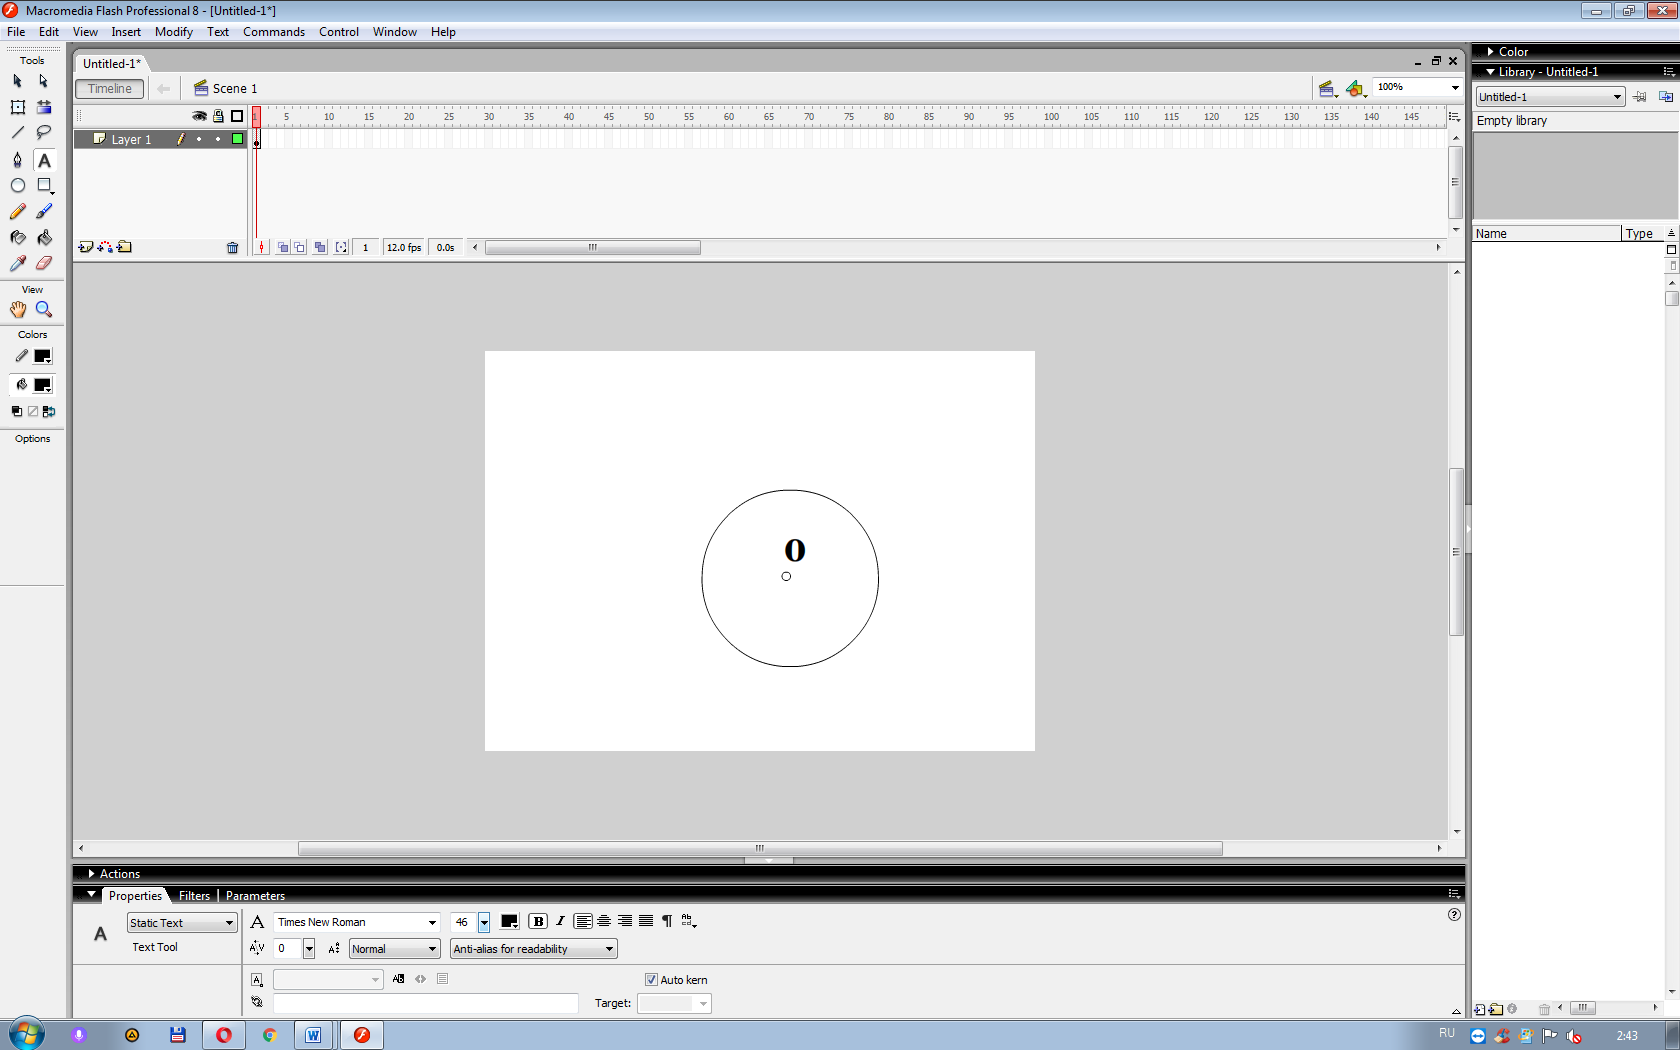 Macromedia Flash Professional 8 - [Untitled-1*]
File Edit View Insert Modify Text Commands Control Window Help
Tools
Untitled-1*
Timeline
Scene 1
100%
1 5 10 15 20 25 30 35 40 45 50 55 60 65 70 75 80 85 90 95 100 105 110 115 120 125 130 135 140 145
Layer 1
1 12.0 fps 0.0s
View
Colors
Options
0
Color
Library - Untitled-1
Untitled-1
Empty library
Name Type
Actions
Properties Filters Parameters
Static Text
Text Tool
A Times New Roman 46 B I
A/V 0 Normal Anti-alias for readability
Auto kern
Target:
RU 2:43